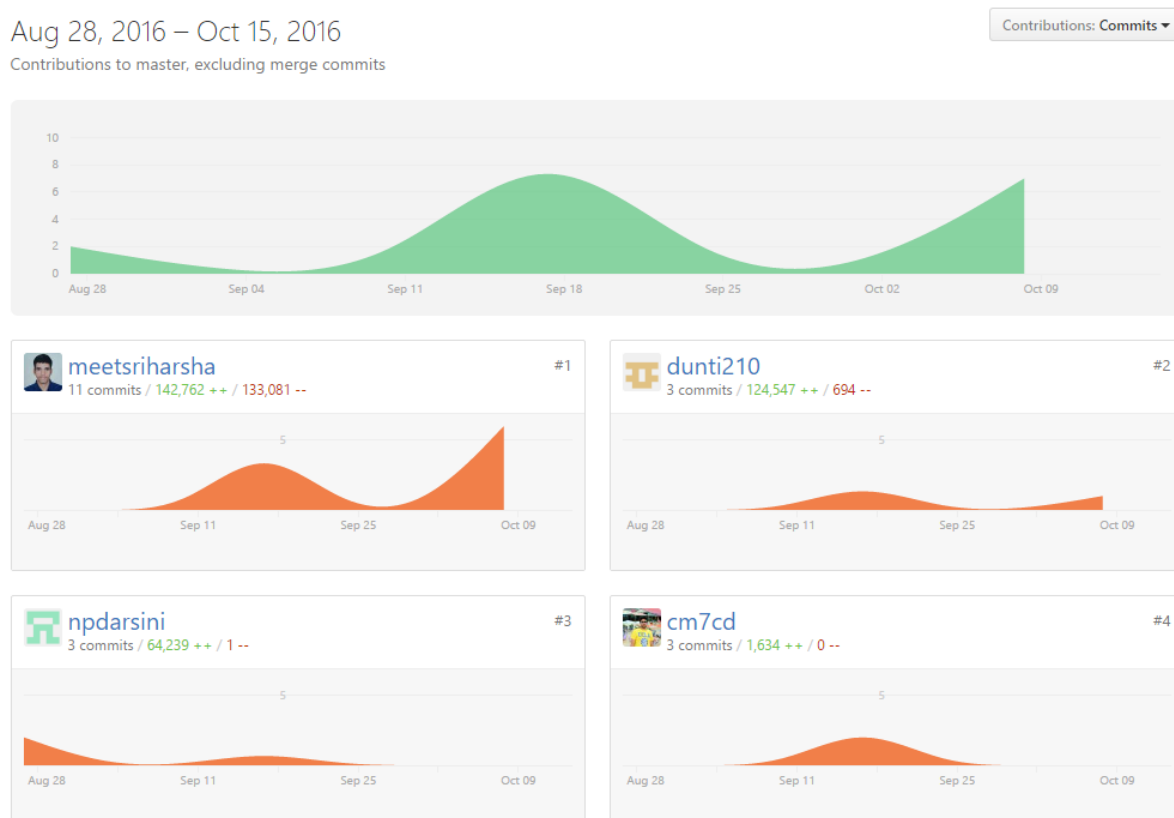 Aug 28, 2016 – Oct 15, 2016
Contributions: Commits
Contributions to master, excluding merge commits
10
8
6
4
2
0
Aug 28 Sep 04 Sep 11 Sep 18 Sep 25 Oct 02 Oct 09
meetsriharsha #1
11 commits / 142,762 ++ / 133,081 --
5
Aug 28 Sep 11 Sep 25 Oct 09
dunti210 #2
3 commits / 124,547 ++ / 694 --
5
Aug 28 Sep 11 Sep 25 Oct 09
npdarsini #3
3 commits / 64,239 ++ / 1 --
5
Aug 28 Sep 11 Sep 25 Oct 09
cm7cd #4
3 commits / 1,634 ++ / 0 --
5
Aug 28 Sep 11 Sep 25 Oct 09